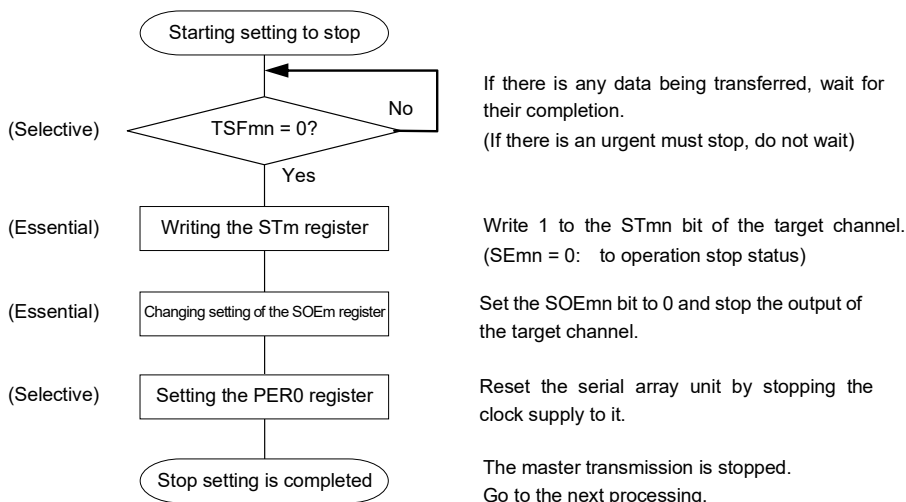 Starting setting to stop
If there is any data being transferred, wait for
their completion.
(If there is an urgent must stop, do not wait)
No
(Selective)
TSFmn = 0?
Yes
(Essential)
Writing the STm register
Write 1 to the STmn bit of the target channel.
(SEmn = 0: to operation stop status)
(Essential)
Changing setting of the SOEm register
Set the SOEmn bit to 0 and stop the output of
the target channel.
(Selective)
Setting the PER0 register
Reset the serial array unit by stopping the
clock supply to it.
Stop setting is completed
The master transmission is stopped.
Go to the next processing.